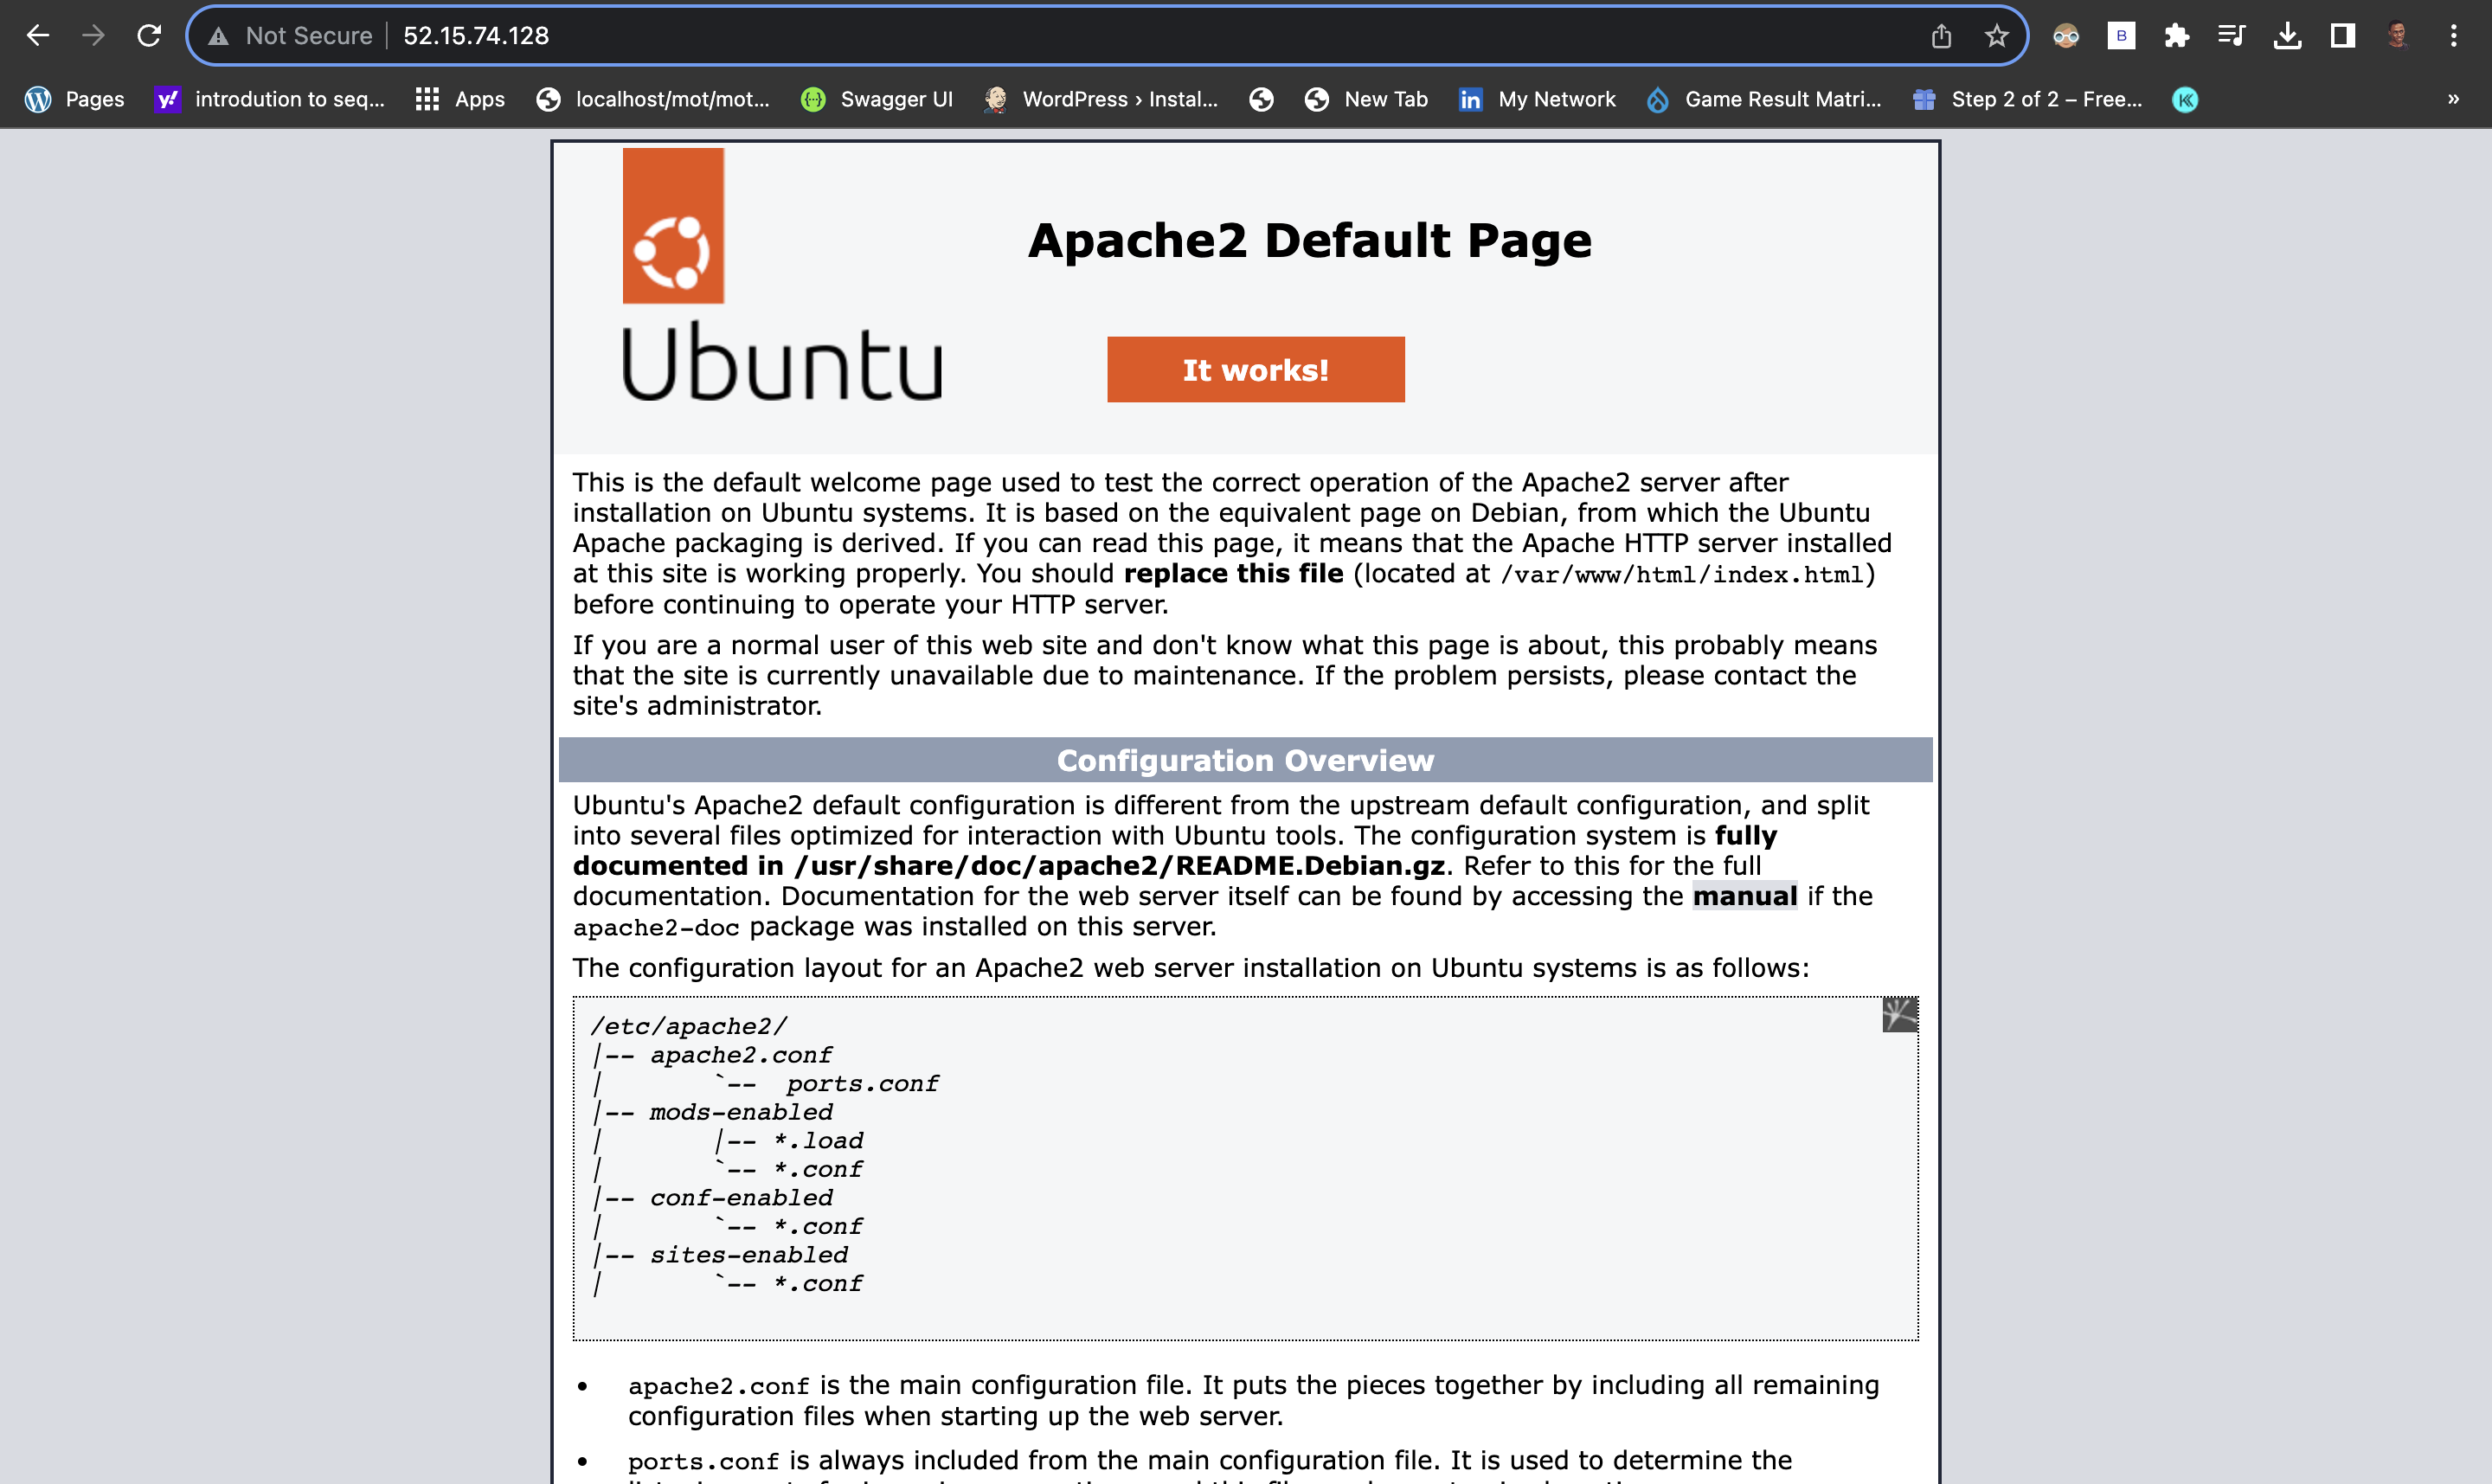 Not Secure 52.15.74.128
B
Pages y! introdution to seq... Apps localhost/mot/mot... {··} Swagger UI WordPress › Instal... New Tab in My Network Game Result Matri... Step 2 of 2 – Free... K »
Apache2 Default Page
Ubuntu
It works!
This is the default welcome page used to test the correct operation of the Apache2 server after
installation on Ubuntu systems. It is based on the equivalent page on Debian, from which the Ubuntu
Apache packaging is derived. If you can read this page, it means that the Apache HTTP server installed
at this site is working properly. You should replace this file (located at /var/www/html/index.html)
before continuing to operate your HTTP server.
If you are a normal user of this web site and don't know what this page is about, this probably means
that the site is currently unavailable due to maintenance. If the problem persists, please contact the
site's administrator.
Configuration Overview
Ubuntu's Apache2 default configuration is different from the upstream default configuration, and split
into several files optimized for interaction with Ubuntu tools. The configuration system is fully
documented in /usr/share/doc/apache2/README.Debian.gz. Refer to this for the full
documentation. Documentation for the web server itself can be found by accessing the manual if the
apache2-doc package was installed on this server.
The configuration layout for an Apache2 web server installation on Ubuntu systems is as follows:
/etc/apache2/
|-- apache2.conf
|       `--  ports.conf
|-- mods-enabled
|       |-- *.load
|       `-- *.conf
|-- conf-enabled
|       `-- *.conf
|-- sites-enabled
|       `-- *.conf
• apache2.conf is the main configuration file. It puts the pieces together by including all remaining
configuration files when starting up the web server.
• ports.conf is always included from the main configuration file. It is used to determine the